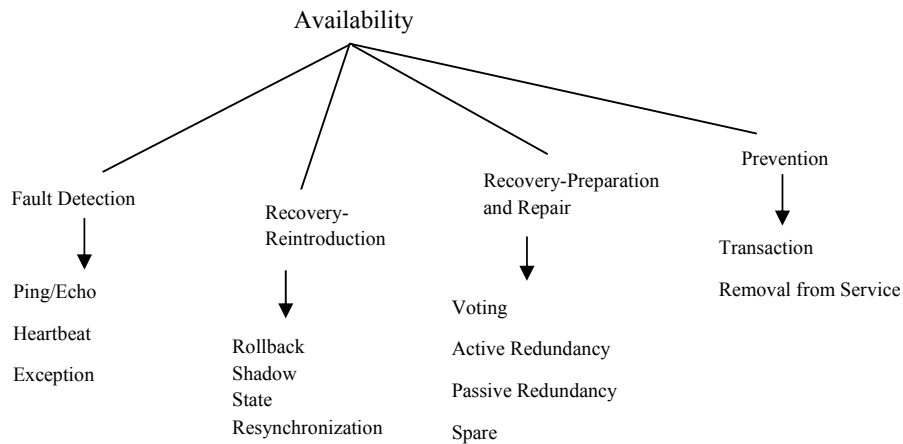 Availability
Fault Detection
Ping/Echo
Heartbeat
Exception
Recovery-
Reintroduction
Rollback
Shadow
State
Resynchronization
Recovery-Preparation
and Repair
Voting
Active Redundancy
Passive Redundancy
Spare
Prevention
Transaction
Removal from Service